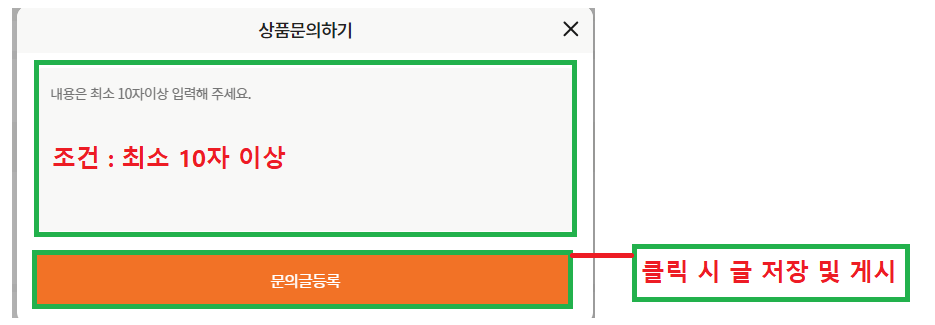 상품문의하기
내용은 최소 10자이상 입력해 주세요.
조건 : 최소 10자 이상
문의글등록
클릭 시 글 저장 및 게시